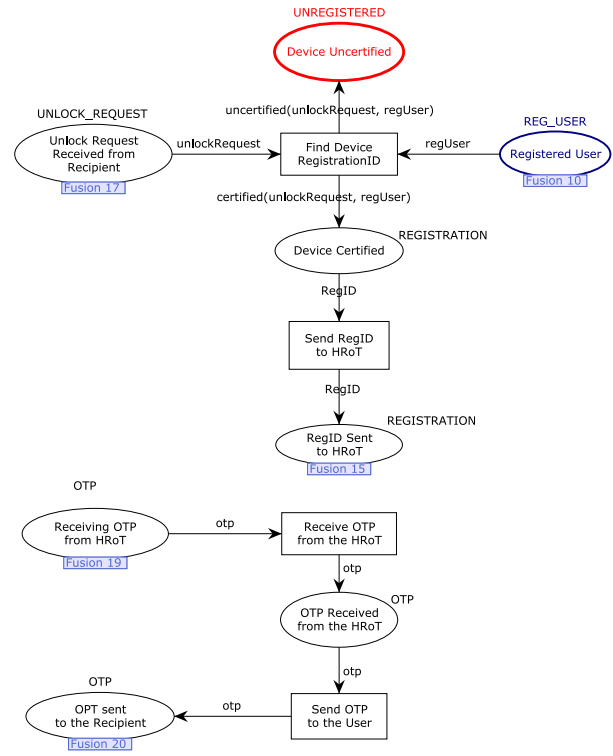 UNREGISTERED
Device Uncertified
uncertified(unlockRequest, regUser)
UNLOCK_REQUEST
Unlock Request
Received from
Recipient
Fusion 17
unlockRequest
Find Device
RegistrationID
regUser
REG_USER
Registered User
Fusion 10
certified(unlockRequest, regUser)
REGISTRATION
Device Certified
RegID
Send RegID
to HRoT
RegID
REGISTRATION
RegID Sent
to HRoT
Fusion 15
OTP
Receiving OTP
from HRoT
Fusion 19
otp
Receive OTP
from the HRoT
otp
OTP
OTP Received
from the HRoT
otp
OTP
OPT sent
to the Recipient
Fusion 20
otp
Send OTP
to the User